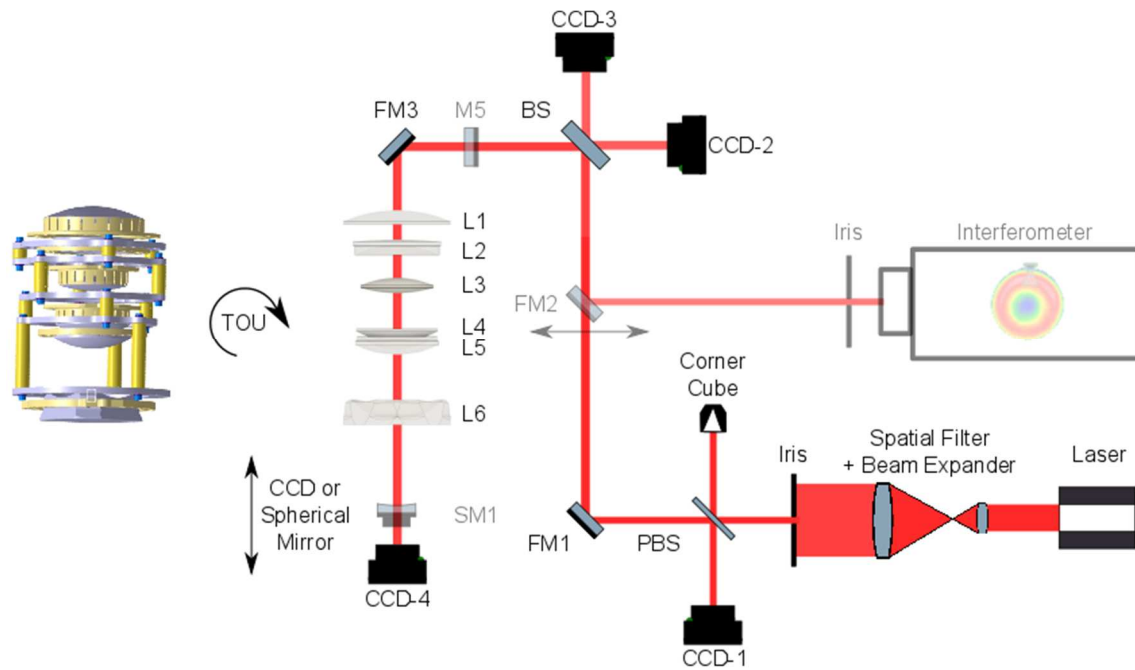 CCD-3
FM3
M5
BS
CCD-2
L1
L2
L3
L4
L5
L6
TOU
FM2
Iris
Interferometer
Corner
Cube
CCD or
Spherical
Mirror
SM1
CCD-4
FM1
PBS
CCD-1
Iris
Spatial Filter
+ Beam Expander
Laser